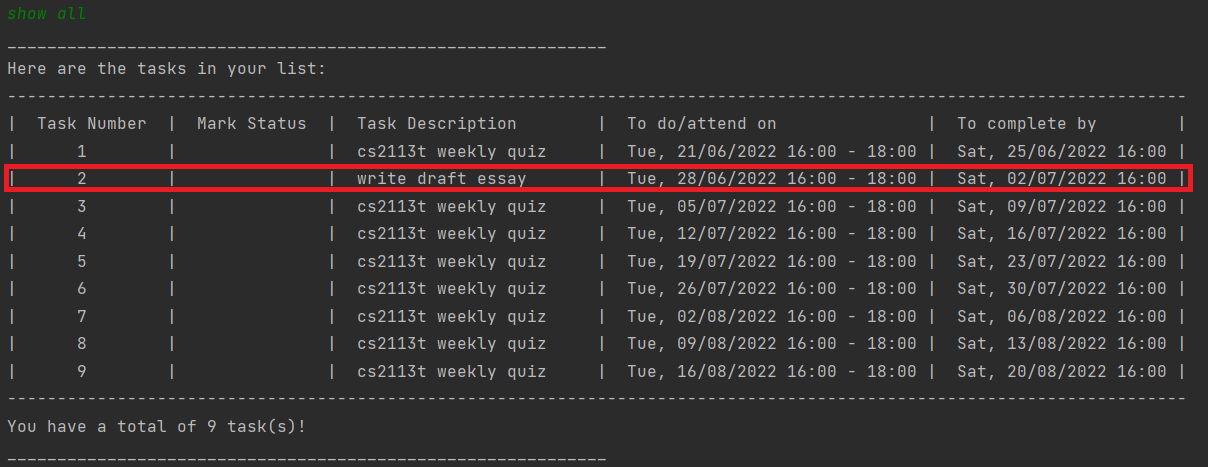 show all
____________________________________________________________
Here are the tasks in your list:
----------------------------------------------------------------------------------------------------------------------
|  Task Number  |  Mark Status  |  Task Description        |  To do/attend on               |  To complete by        |
|       1        |               |  cs2113t weekly quiz     |  Tue, 21/06/2022 16:00 - 18:00 |  Sat, 25/06/2022 16:00 |
|       2        |               |  write draft essay       |  Tue, 28/06/2022 16:00 - 18:00 |  Sat, 02/07/2022 16:00 |
|       3        |               |  cs2113t weekly quiz     |  Tue, 05/07/2022 16:00 - 18:00 |  Sat, 09/07/2022 16:00 |
|       4        |               |  cs2113t weekly quiz     |  Tue, 12/07/2022 16:00 - 18:00 |  Sat, 16/07/2022 16:00 |
|       5        |               |  cs2113t weekly quiz     |  Tue, 19/07/2022 16:00 - 18:00 |  Sat, 23/07/2022 16:00 |
|       6        |               |  cs2113t weekly quiz     |  Tue, 26/07/2022 16:00 - 18:00 |  Sat, 30/07/2022 16:00 |
|       7        |               |  cs2113t weekly quiz     |  Tue, 02/08/2022 16:00 - 18:00 |  Sat, 06/08/2022 16:00 |
|       8        |               |  cs2113t weekly quiz     |  Tue, 09/08/2022 16:00 - 18:00 |  Sat, 13/08/2022 16:00 |
|       9        |               |  cs2113t weekly quiz     |  Tue, 16/08/2022 16:00 - 18:00 |  Sat, 20/08/2022 16:00 |
----------------------------------------------------------------------------------------------------------------------
You have a total of 9 task(s)!
____________________________________________________________